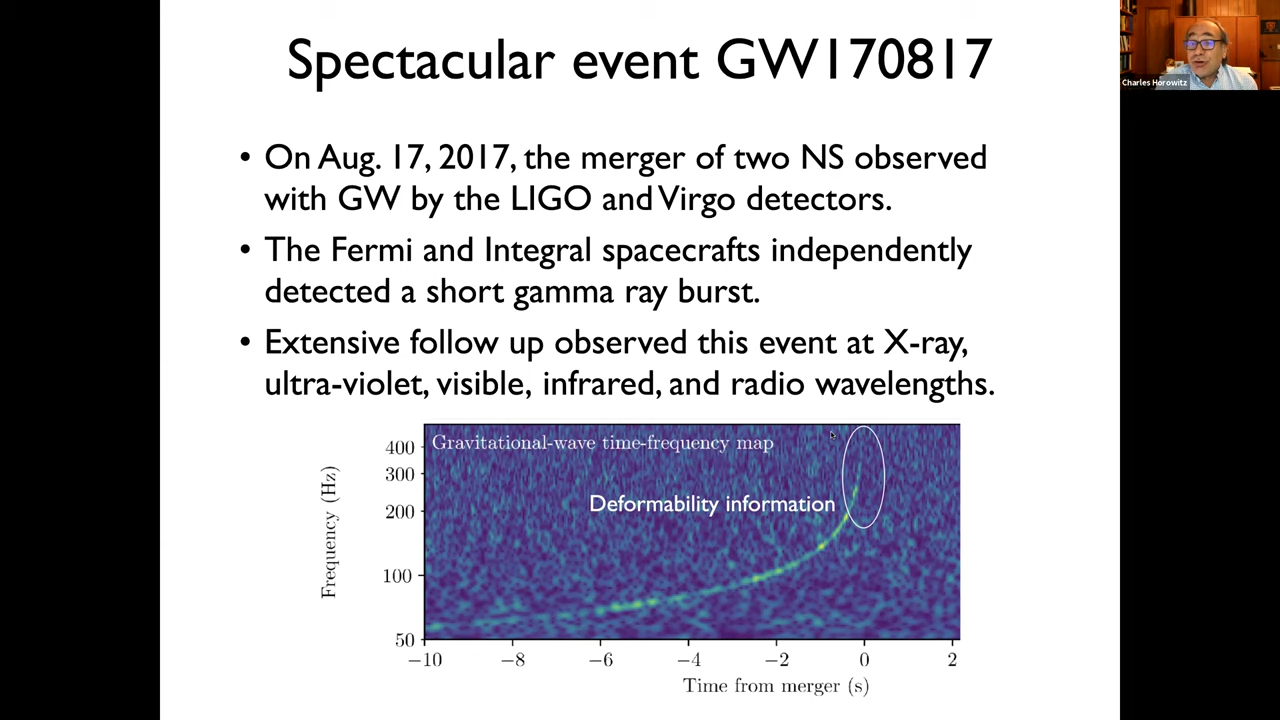 Spectacular event GW170817
Charles Horowitz
• On Aug. 17, 2017, the merger of two NS observed
with GW by the LIGO and Virgo detectors.
• The Fermi and Integral spacecrafts independently
detected a short gamma ray burst.
• Extensive follow up observed this event at X-ray,
ultra-violet, visible, infrared, and radio wavelengths.
Gravitational-wave time-frequency map
Deformability information
Frequency (Hz)
400
300
200
100
50
−10 −8 −6 −4 −2 0 2
Time from merger (s)